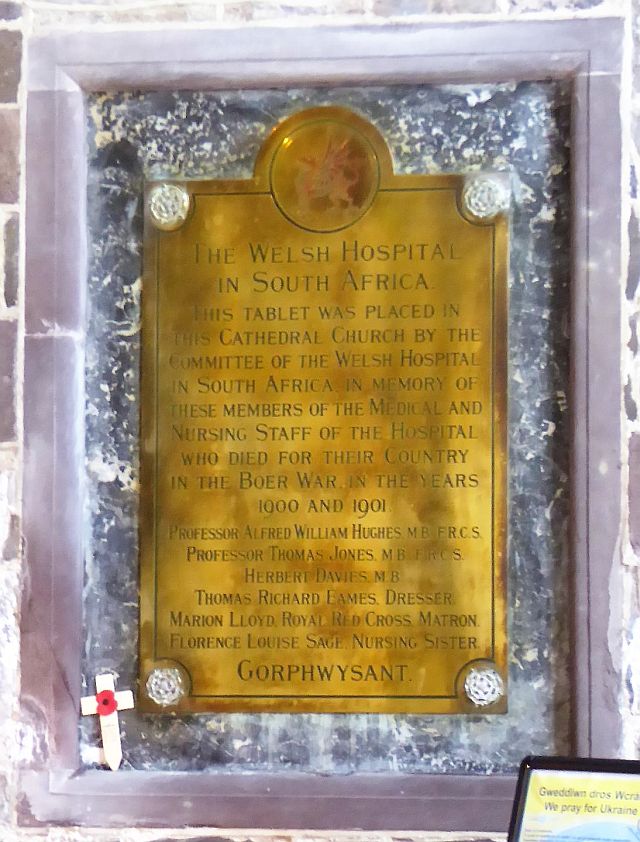 THE WELSH HOSPITAL
IN SOUTH AFRICA.
THIS TABLET WAS PLACED IN
THIS CATHEDRAL CHURCH BY THE
COMMITTEE OF THE WELSH HOSPITAL
IN SOUTH AFRICA, IN MEMORY OF
THESE MEMBERS OF THE MEDICAL AND
NURSING STAFF OF THE HOSPITAL
WHO DIED FOR THEIR COUNTRY
IN THE BOER WAR, IN THE YEARS
1900 AND 1901.
PROFESSOR ALFRED WILLIAM HUGHES, M.B. F.R.C.S.
PROFESSOR THOMAS JONES, M.B. F.R.C.S.
HERBERT DAVIES, M.B.
THOMAS RICHARD EAMES, DRESSER.
MARION LLOYD, ROYAL RED CROSS, MATRON.
FLORENCE LOUISE SAGE, NURSING SISTER.
GORPHWYSANT.
Gweddïwn dros Wcra
We pray for Ukraine